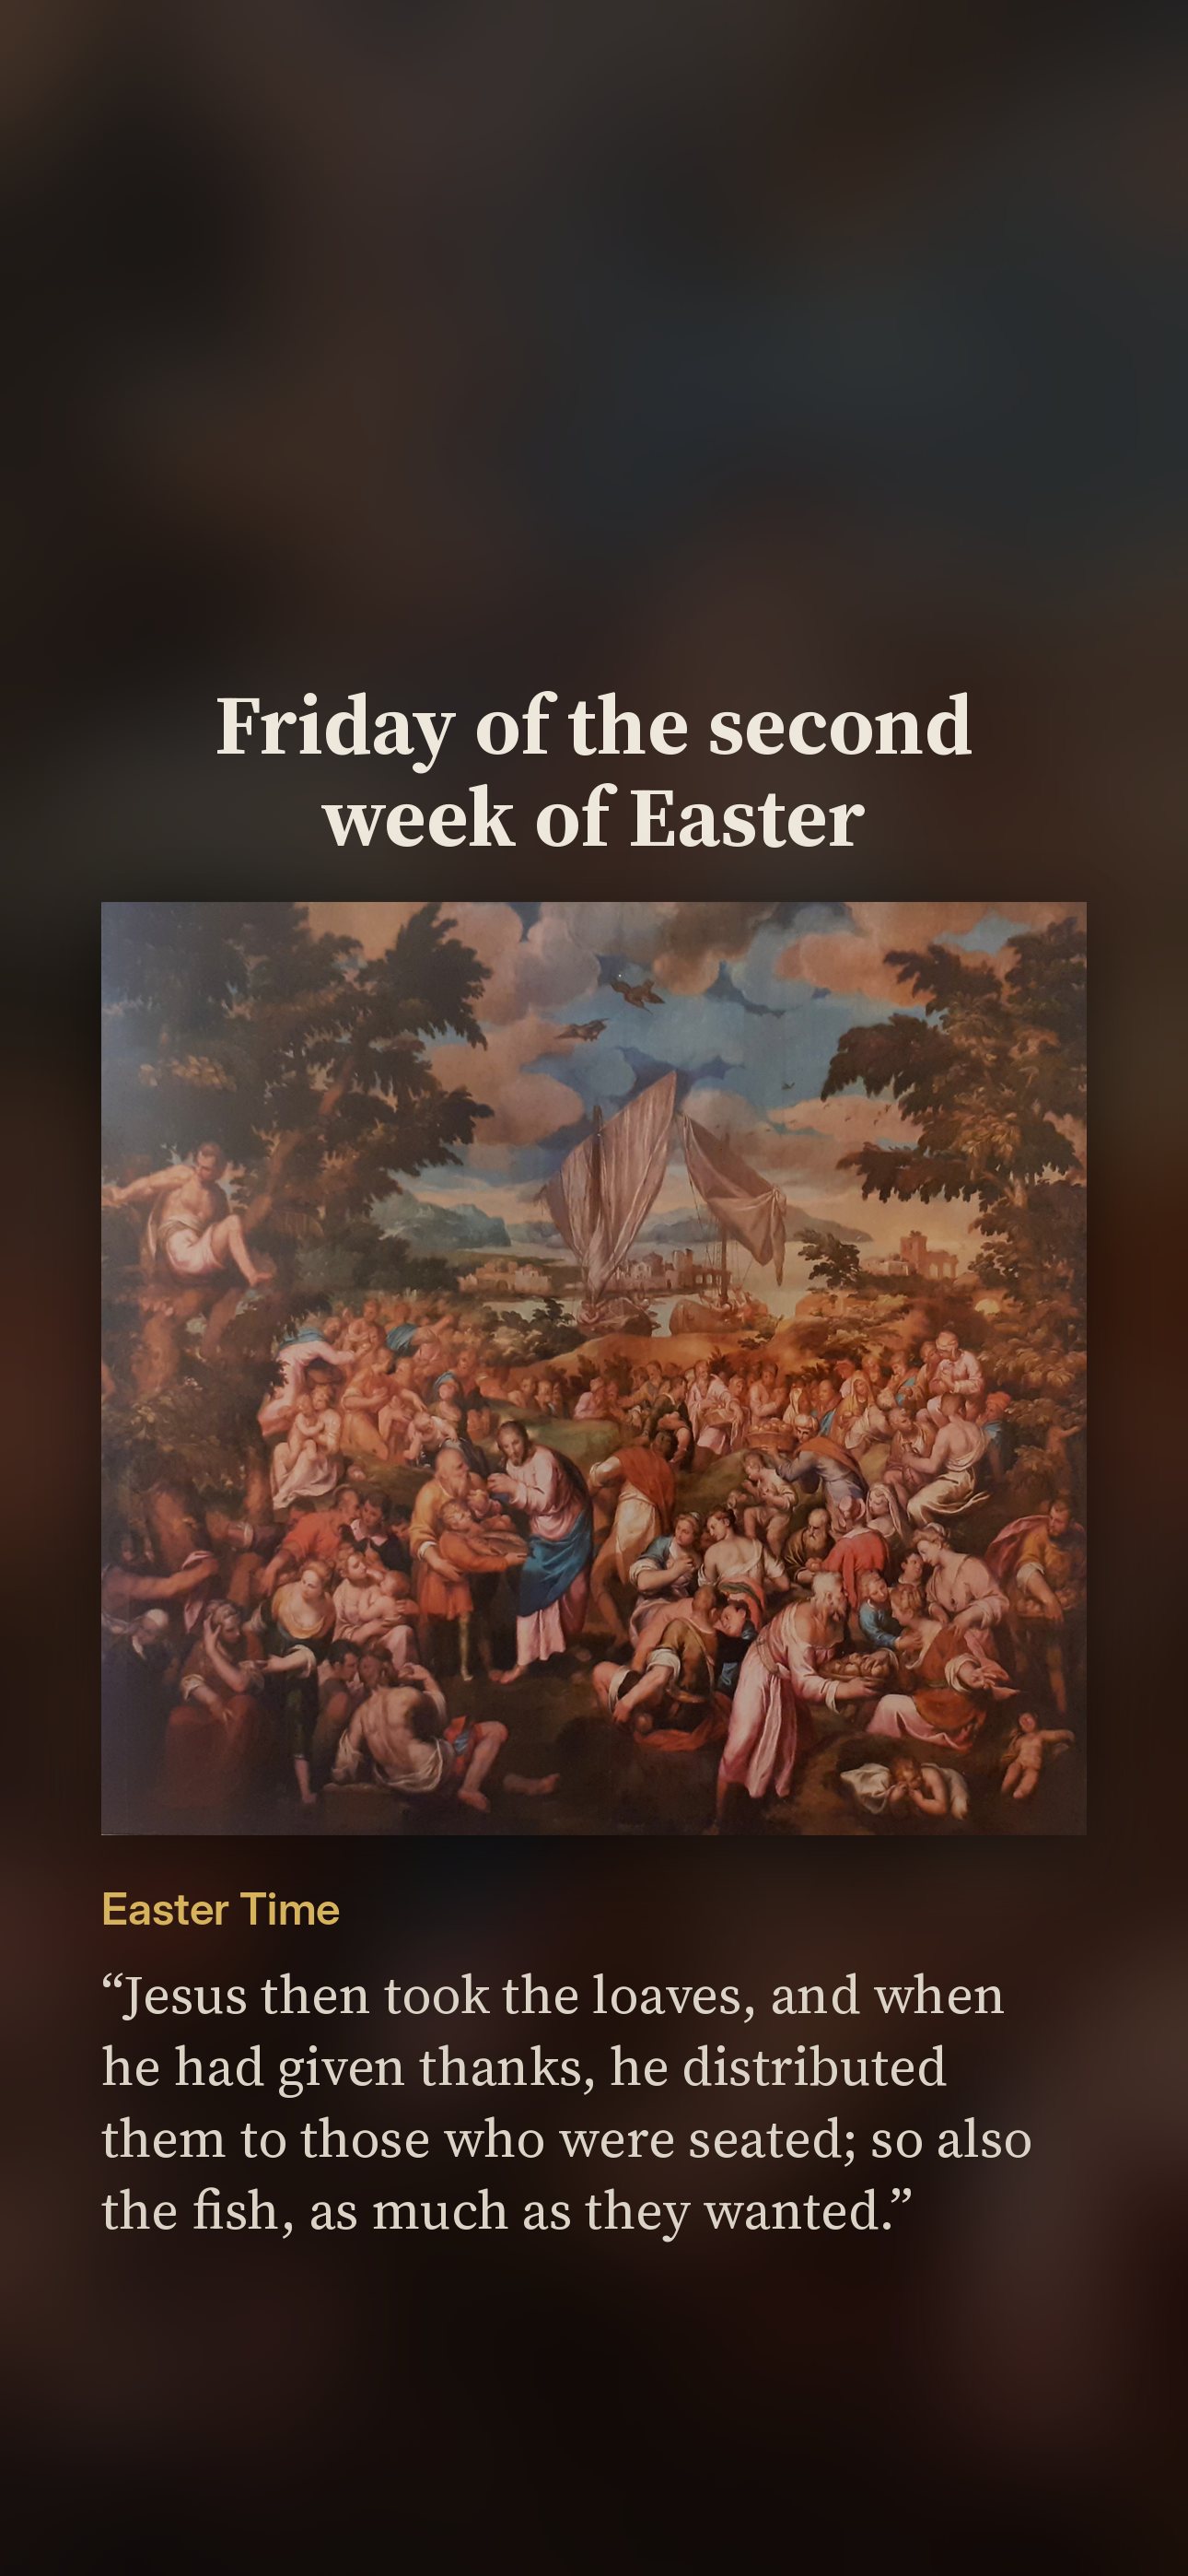 Friday of the second
week of Easter
Easter Time
“Jesus then took the loaves, and when
he had given thanks, he distributed
them to those who were seated; so also
the fish, as much as they wanted.”